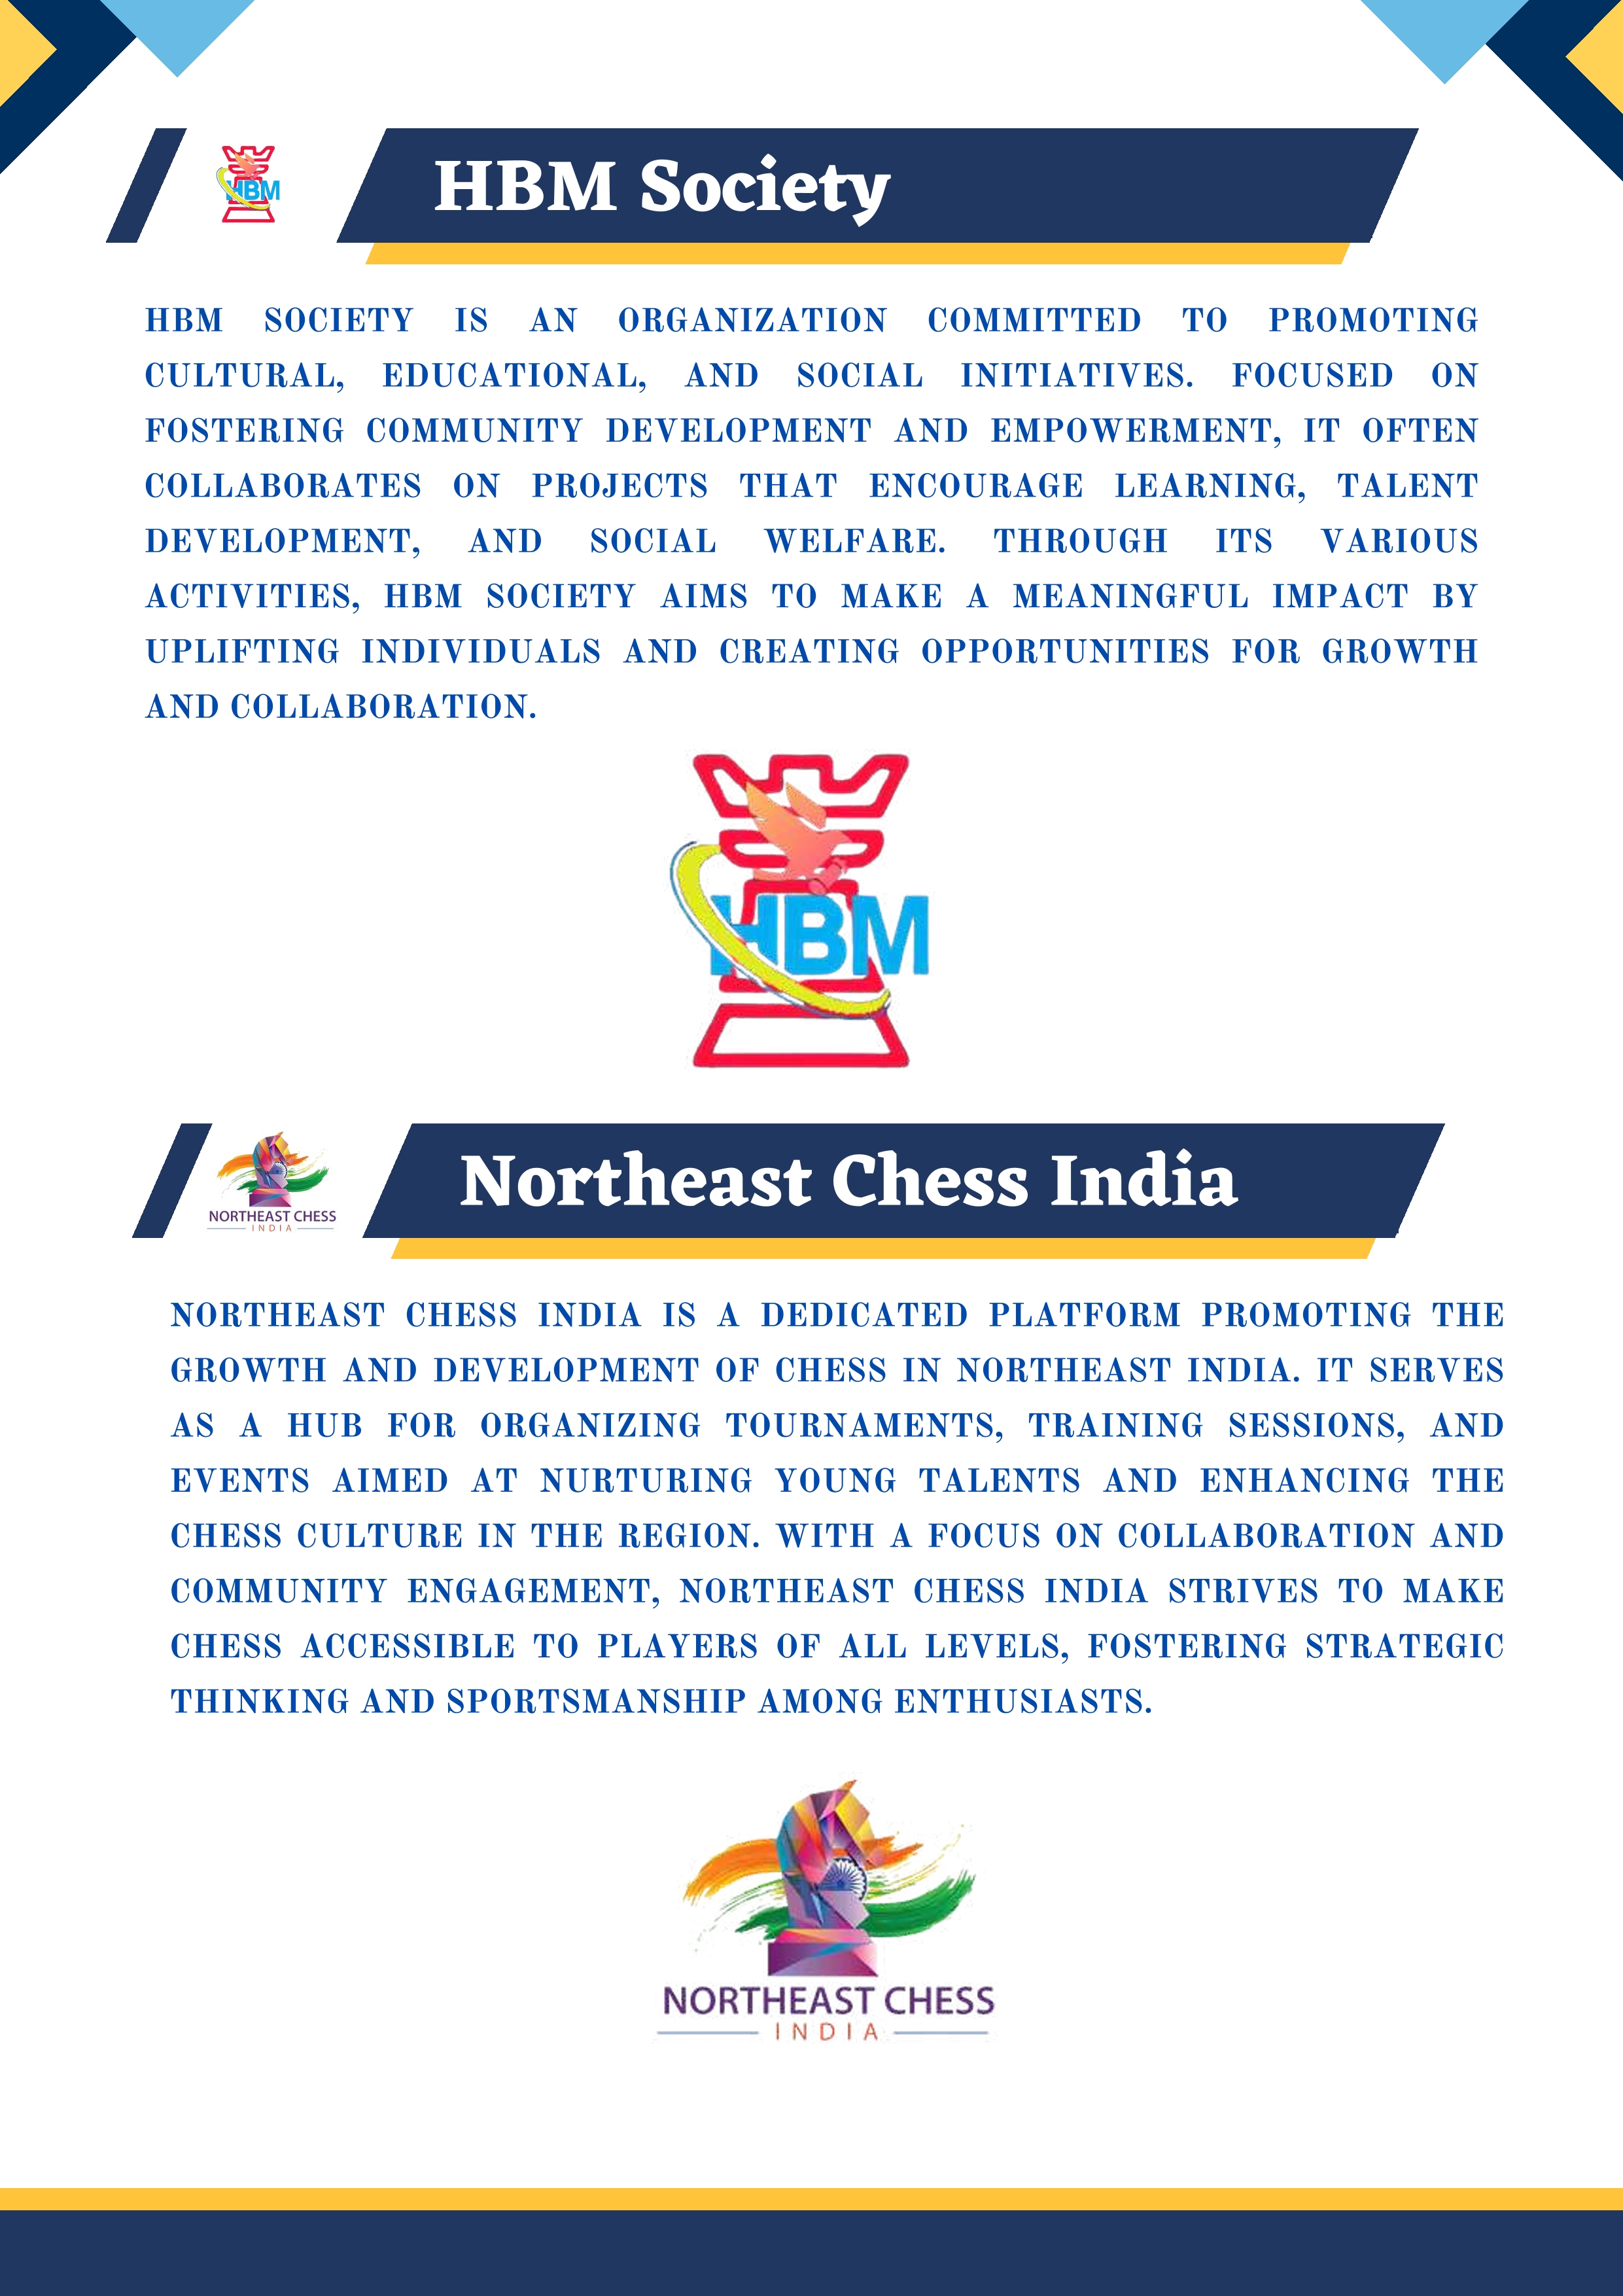 HBM
HBM Society
HBM SOCIETY IS AN ORGANIZATION COMMITTED TO PROMOTING
CULTURAL, EDUCATIONAL, AND SOCIAL INITIATIVES. FOCUSED ON
FOSTERING COMMUNITY DEVELOPMENT AND EMPOWERMENT, IT OFTEN
COLLABORATES ON PROJECTS THAT ENCOURAGE LEARNING, TALENT
DEVELOPMENT, AND SOCIAL WELFARE. THROUGH ITS VARIOUS
ACTIVITIES, HBM SOCIETY AIMS TO MAKE A MEANINGFUL IMPACT BY
UPLIFTING INDIVIDUALS AND CREATING OPPORTUNITIES FOR GROWTH
AND COLLABORATION.
HBM
NORTHEAST CHESS
INDIA
Northeast Chess India
NORTHEAST CHESS INDIA IS A DEDICATED PLATFORM PROMOTING THE
GROWTH AND DEVELOPMENT OF CHESS IN NORTHEAST INDIA. IT SERVES
AS A HUB FOR ORGANIZING TOURNAMENTS, TRAINING SESSIONS, AND
EVENTS AIMED AT NURTURING YOUNG TALENTS AND ENHANCING THE
CHESS CULTURE IN THE REGION. WITH A FOCUS ON COLLABORATION AND
COMMUNITY ENGAGEMENT, NORTHEAST CHESS INDIA STRIVES TO MAKE
CHESS ACCESSIBLE TO PLAYERS OF ALL LEVELS, FOSTERING STRATEGIC
THINKING AND SPORTSMANSHIP AMONG ENTHUSIASTS.
NORTHEAST CHESS
INDIA